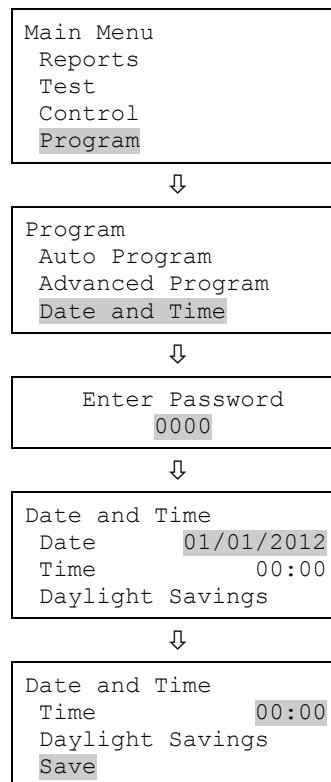 Main Menu
Reports
Test
Control
Program
⇩
Program
Auto Program
Advanced Program
Date and Time
⇩
Enter Password
0000
⇩
Date and Time
Date 01/01/2012
Time 00:00
Daylight Savings
⇩
Date and Time
Time 00:00
Daylight Savings
Save